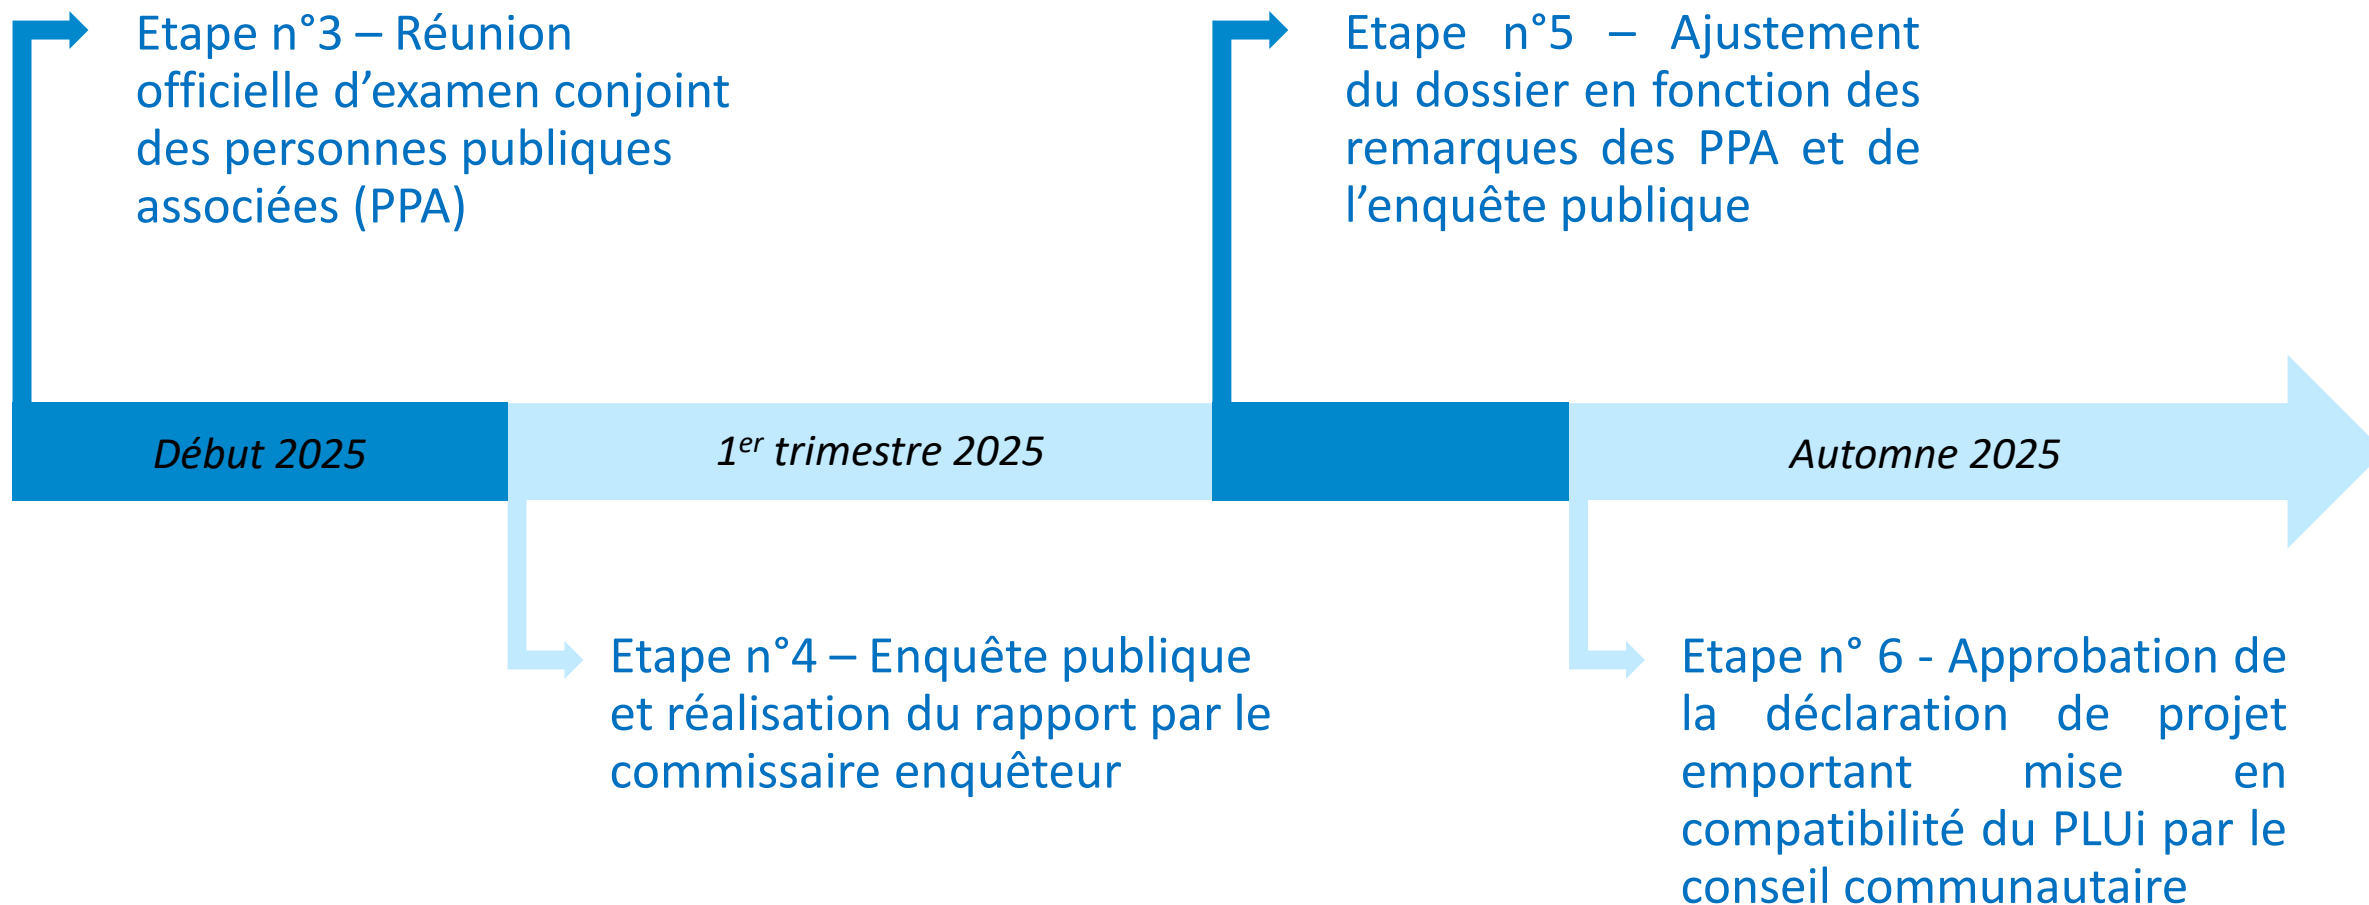 Etape n°3 – Réunion
officielle d’examen conjoint
des personnes publiques
associées (PPA)
Etape n°5 – Ajustement
du dossier en fonction des
remarques des PPA et de
l’enquête publique
Début 2025
1er trimestre 2025
Automne 2025
Etape n°4 – Enquête publique
et réalisation du rapport par le
commissaire enquêteur
Etape n° 6 - Approbation de
la déclaration de projet
emportant mise en
compatibilité du PLUi par le
conseil communautaire